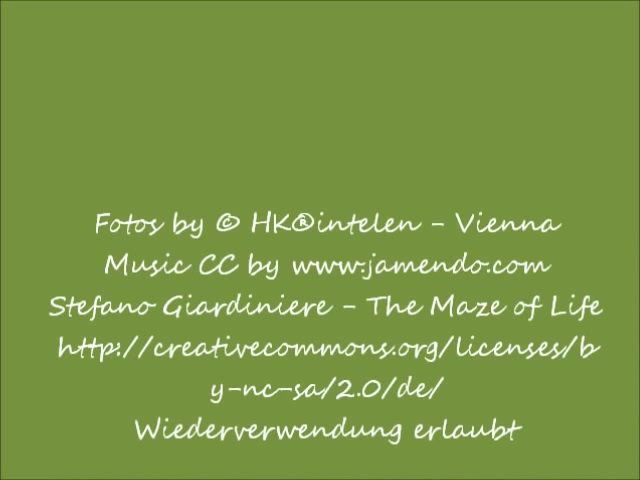 Fotos by © HK®intelen - Vienna
Music CC by www.jamendo.com
Stefano Giardiniere - The Maze of Life
http://creativecommons.org/licenses/b
y-nc-sa/2.0/de/
Wiederverwendung erlaubt